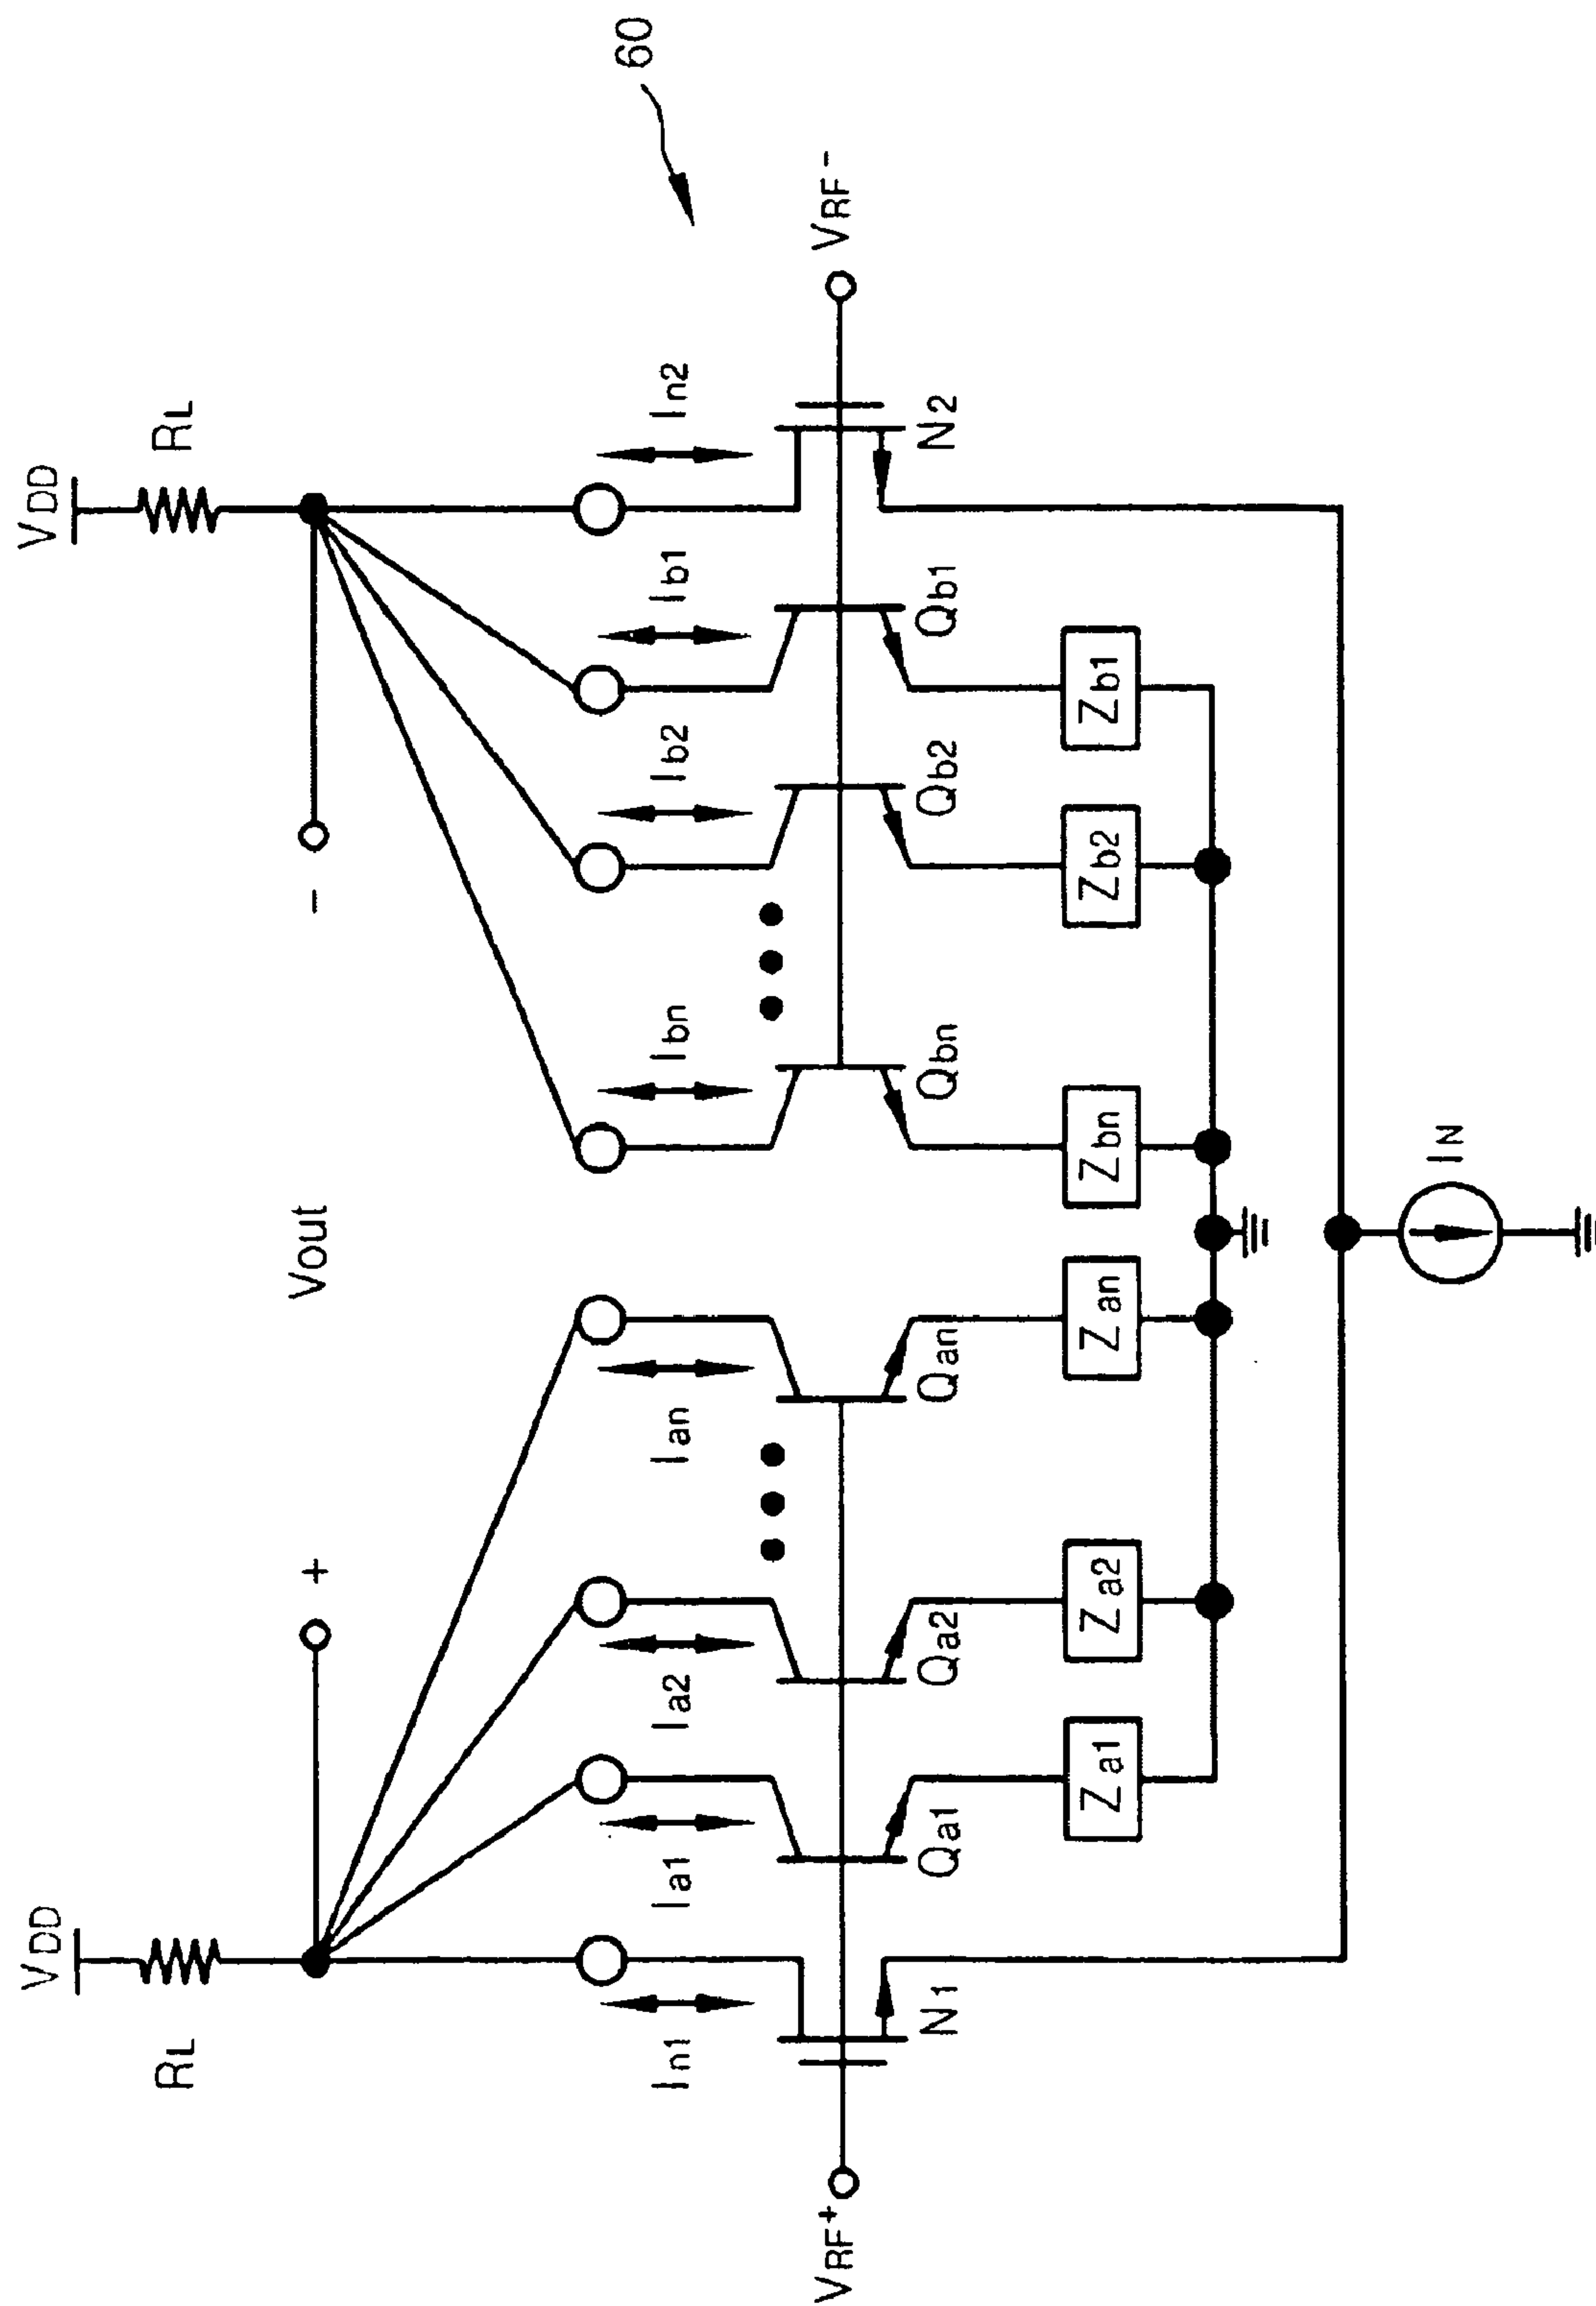 60
VDD
VDD
RL
RL
+
Vout
-
In1
Ia1
Ia2
Ian
Ibn
Ib2
Ib1
In2
VRF+
VRF-
N1
Qa1
Qa2
Qan
Qbn
Qb2
Qb1
N2
Za1
Za2
Zan
Zbn
Zb2
Zb1
IN